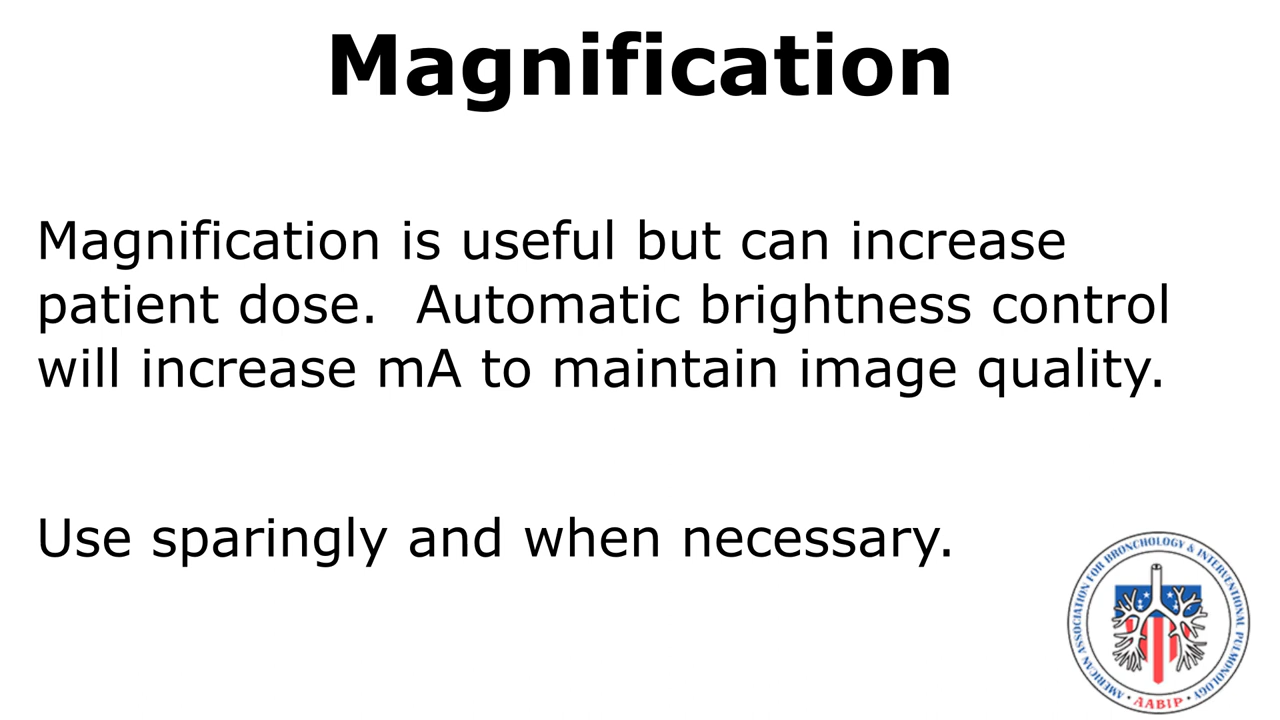 Magnification
Magnification is useful but can increase
patient dose.  Automatic brightness control
will increase mA to maintain image quality.
Use sparingly and when necessary.
AMERICAN ASSOCIATION FOR BRONCHOLOGY & INTERVENTIONAL PULMONOLOGY
• AABIP •